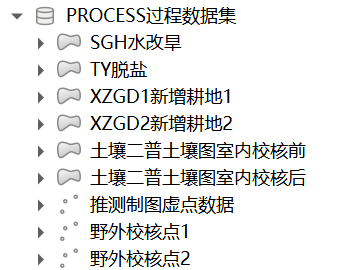 PROCESS过程数据集
SGH水改旱
TY脱盐
XZGD1新增耕地1
XZGD2新增耕地2
土壤二普土壤图室内校核前
土壤二普土壤图室内校核后
推测制图虚点数据
野外校核点1
野外校核点2